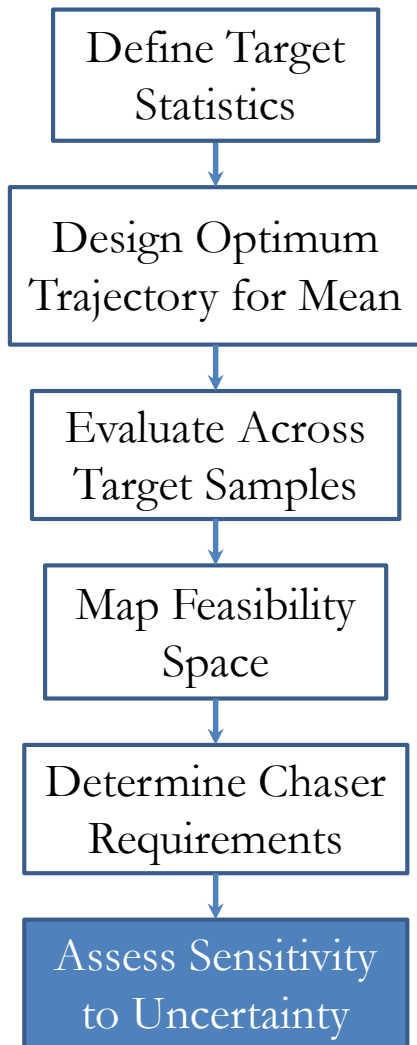 Define Target
Statistics
Design Optimum
Trajectory for Mean
Evaluate Across
Target Samples
Map Feasibility
Space
Determine Chaser
Requirements
Assess Sensitivity
to Uncertainty